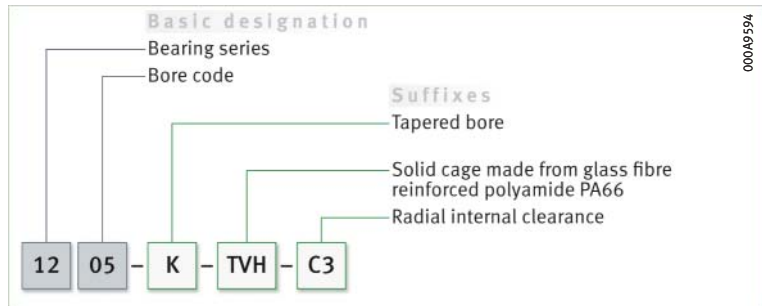 Basic designation
Bearing series
Bore code
Suffixes
Tapered bore
Solid cage made from glass fibre
reinforced polyamide PA66
Radial internal clearance
12 05 – K – TVH – C3
000A9594